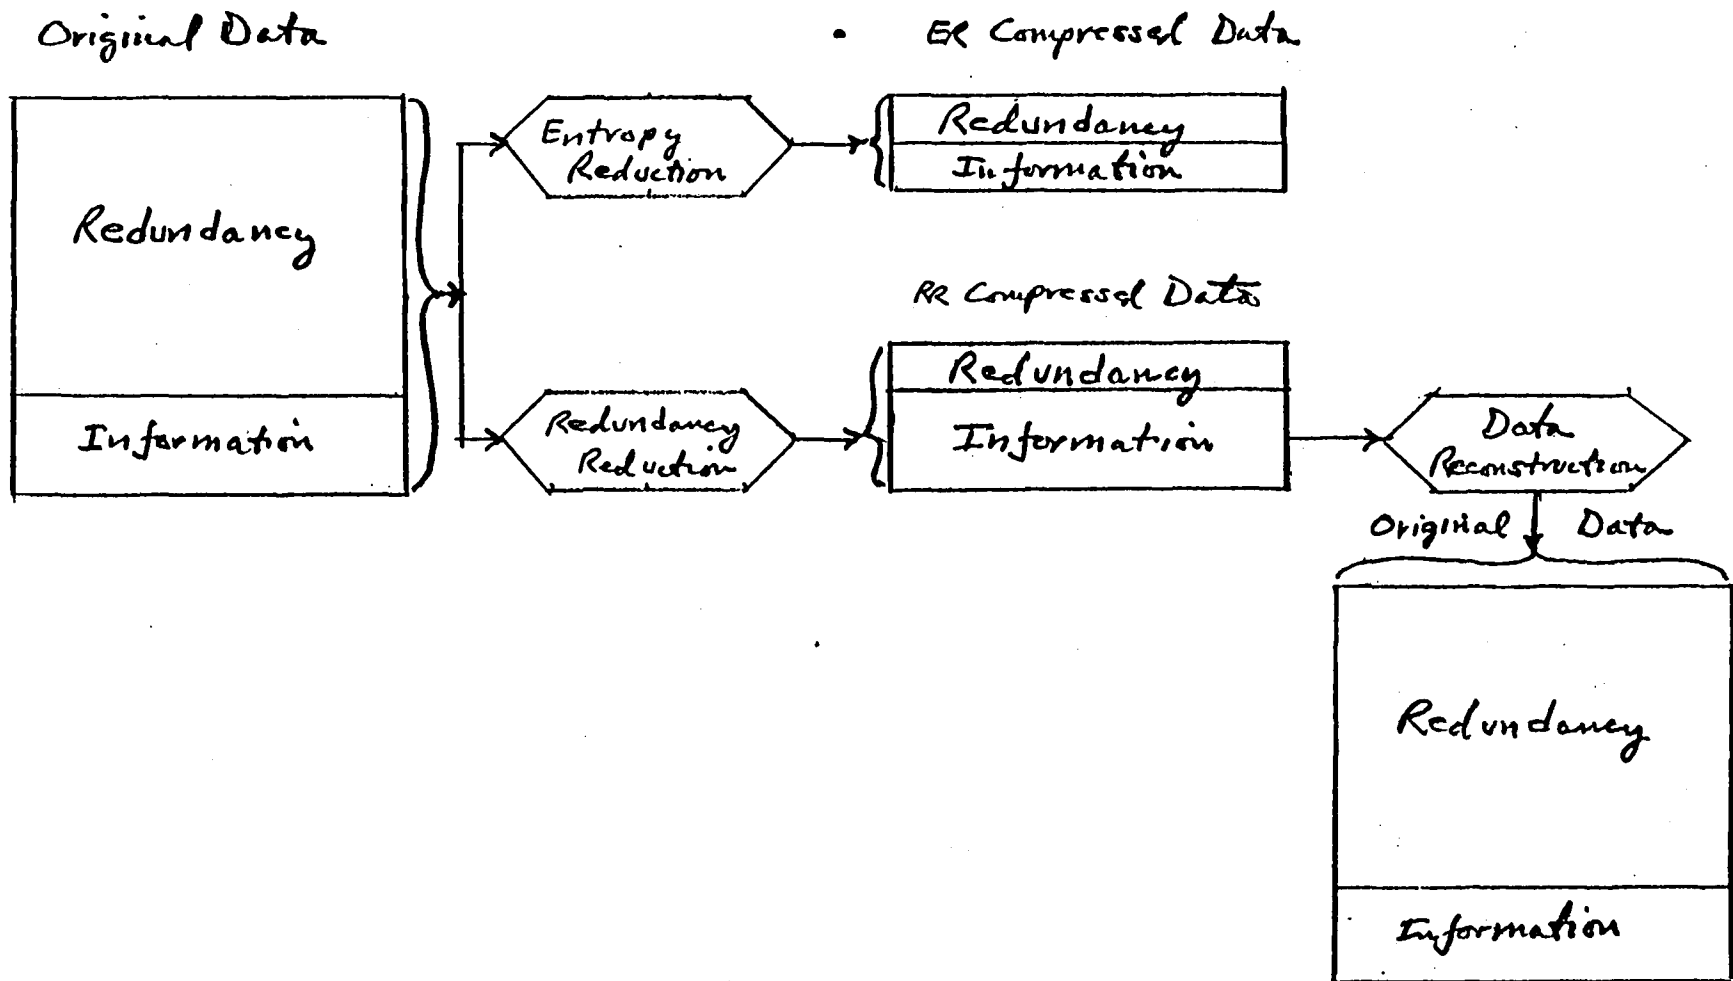 Original Data
ER Compressed Data
Redundancy
Information
Entropy
Reduction
Redundancy
Information
RR Compressed Data
Redundancy
Reduction
Redundancy
Information
Data
Reconstruction
Original Data
Redundancy
Information